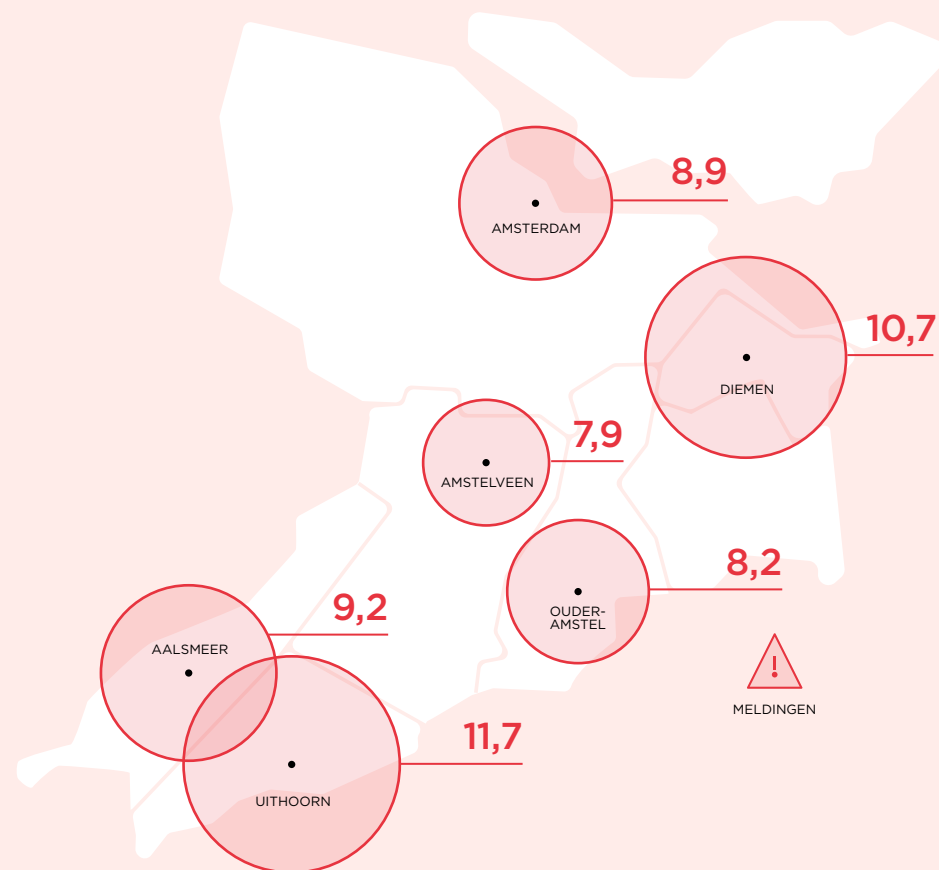 8,9
AMSTERDAM
10,7
DIEMEN
7,9
AMSTELVEEN
8,2
OUDER-
AMSTEL
9,2
AALSMEER
!
MELDINGEN
11,7
UITHOORN